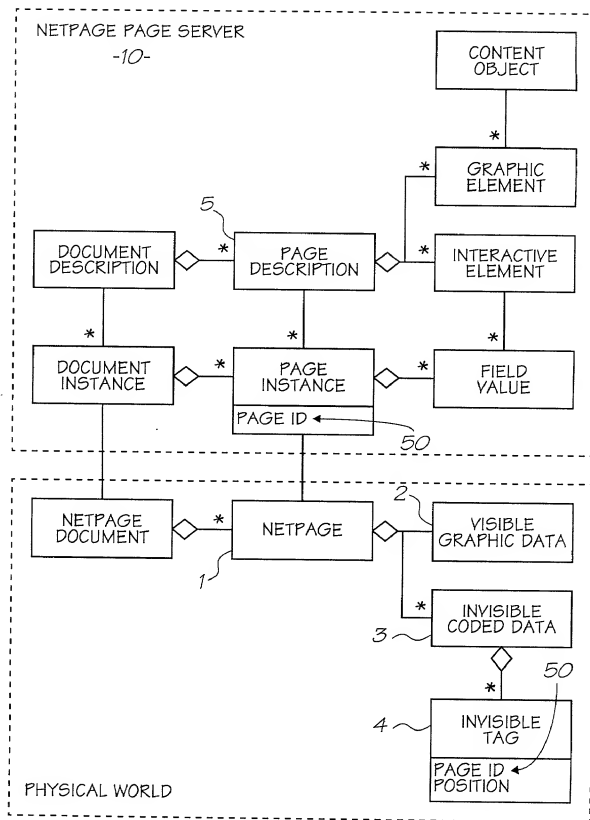 NETPAGE PAGE SERVER
-10-
CONTENT
OBJECT
*
*
GRAPHIC
ELEMENT
5
DOCUMENT
DESCRIPTION
*
PAGE
DESCRIPTION
*
INTERACTIVE
ELEMENT
*
*
*
DOCUMENT
INSTANCE
*
PAGE
INSTANCE
*
FIELD
VALUE
PAGE ID
50
NETPAGE
DOCUMENT
*
NETPAGE
1
2
VISIBLE
GRAPHIC DATA
*
INVISIBLE
CODED DATA
3
*
50
4
INVISIBLE
TAG
PAGE ID
POSITION
PHYSICAL WORLD